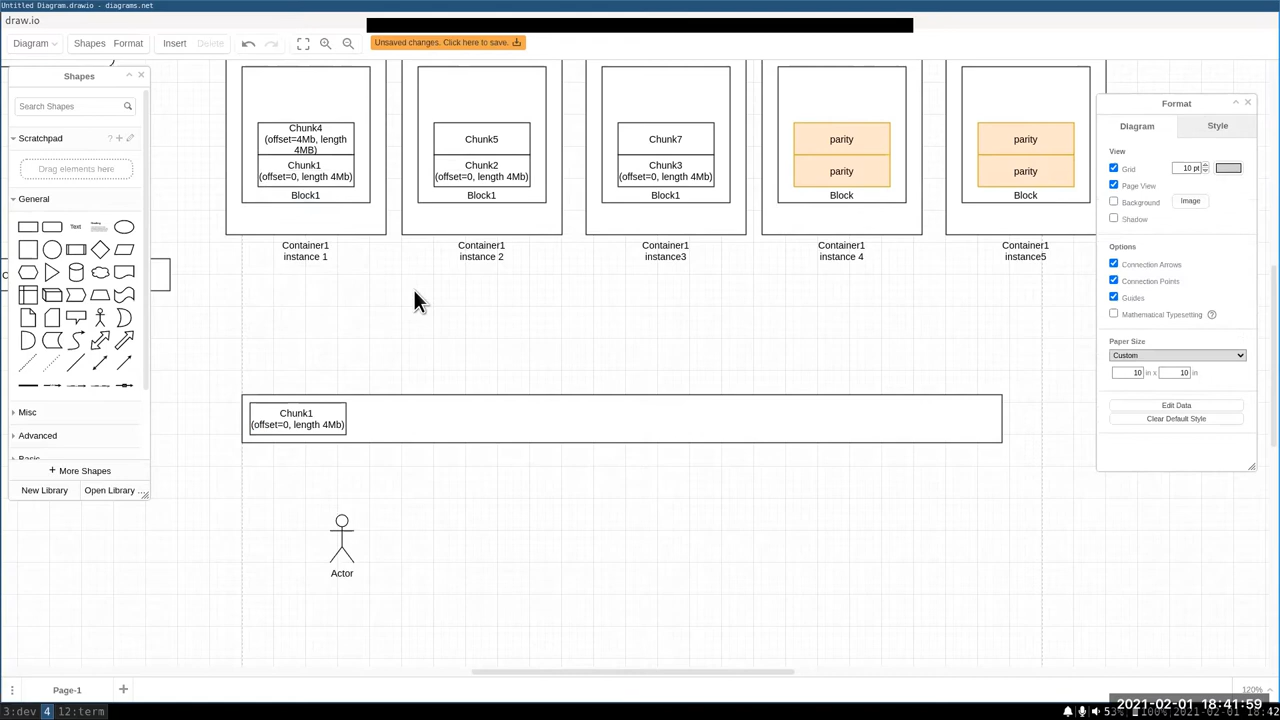 Untitled Diagram.drawio - diagrams.net
draw.io
Diagram Shapes Format Insert Delete Unsaved changes. Click here to save.
Shapes
Search Shapes
Scratchpad ?
Drag elements here
General
Text
Misc
Advanced
Basic
+ More Shapes
New Library Open Library ...
Chunk4
(offset=4Mb, length
4MB)
Chunk1
(offset=0, length 4Mb)
Block1
Container1
instance 1
Chunk5
Chunk2
(offset=0, length 4Mb)
Block1
Container1
instance 2
Chunk7
Chunk3
(offset=0, length 4Mb)
Block1
Container1
instance3
parity
parity
Block
Container1
instance 4
parity
parity
Block
Container1
instance5
Chunk1
(offset=0, length 4Mb)
Actor
Format
Diagram Style
View
Grid 10 pt
Page View
Background Image
Shadow
Options
Connection Arrows
Connection Points
Guides
Mathematical Typesetting ?
Paper Size
Custom
10 in x 10 in
Edit Data
Clear Default Style
Page-1
120%
2021-02-01 18:41:59
3:dev 4 12:term